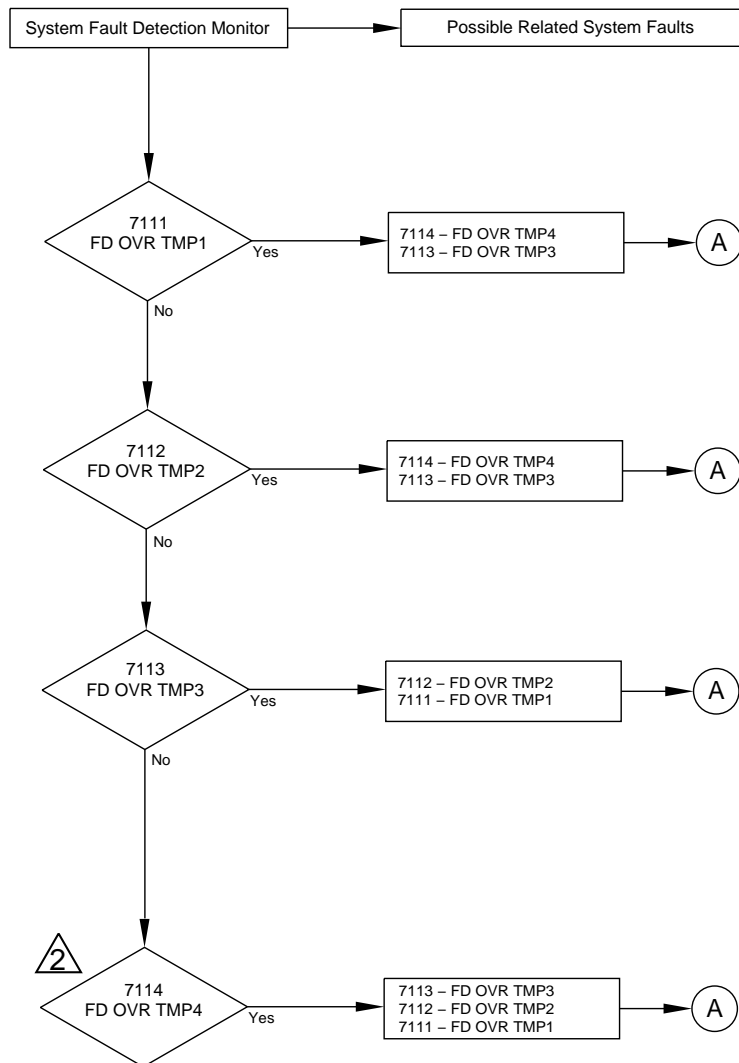 System Fault Detection Monitor
Possible Related System Faults
7111
FD OVR TMP1
Yes
No
7114 – FD OVR TMP4
7113 – FD OVR TMP3
A
7112
FD OVR TMP2
Yes
No
7114 – FD OVR TMP4
7113 – FD OVR TMP3
A
7113
FD OVR TMP3
Yes
No
7112 – FD OVR TMP2
7111 – FD OVR TMP1
A
2
7114
FD OVR TMP4
Yes
7113 – FD OVR TMP3
7112 – FD OVR TMP2
7111 – FD OVR TMP1
A